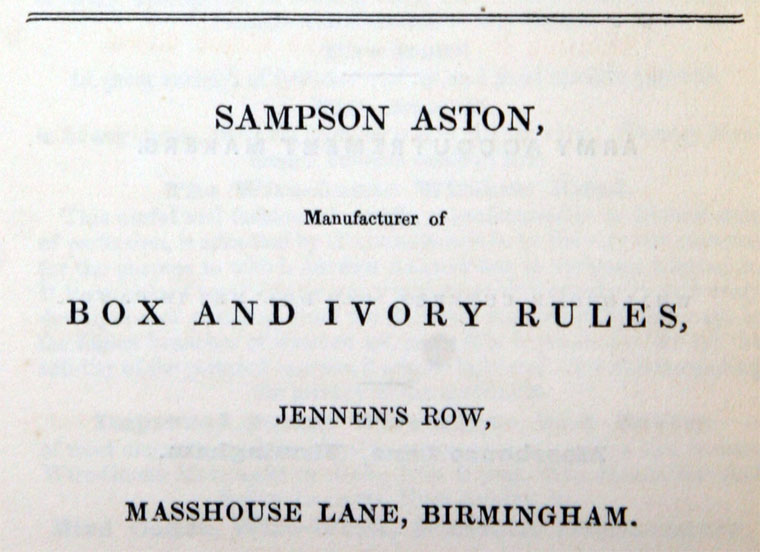 SAMPSON ASTON,
Manufacturer of
BOX AND IVORY RULES,
JENNEN'S ROW,
MASSHOUSE LANE, BIRMINGHAM.